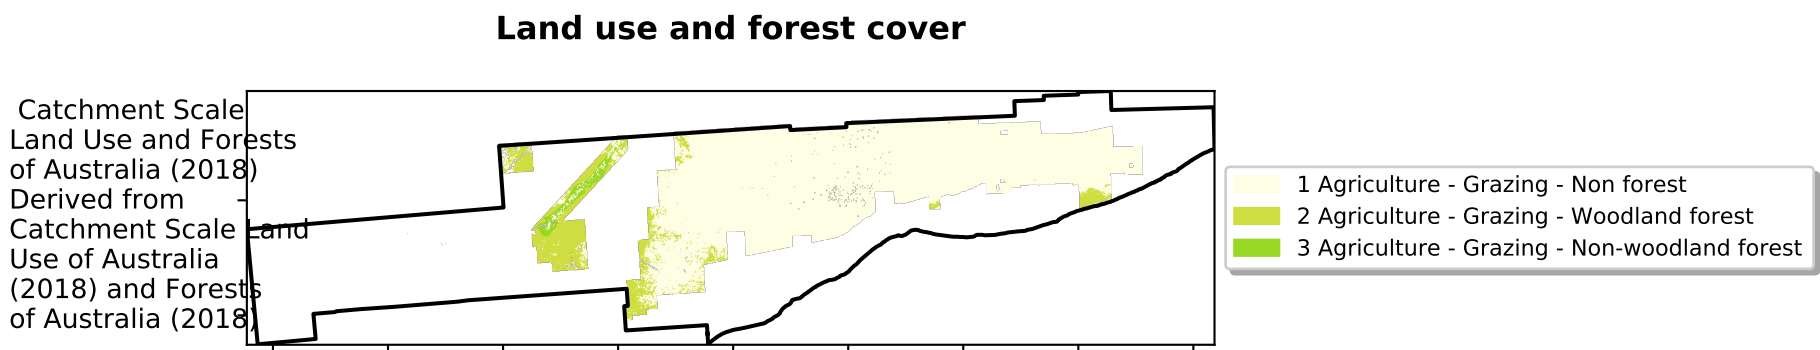 Land use and forest cover
Catchment Scale
Land Use and Forests
of Australia (2018)
Derived from
Catchment Scale Land
Use of Australia
(2018) and Forests
of Australia (2018)
1 Agriculture - Grazing - Non forest
2 Agriculture - Grazing - Woodland forest
3 Agriculture - Grazing - Non-woodland forest